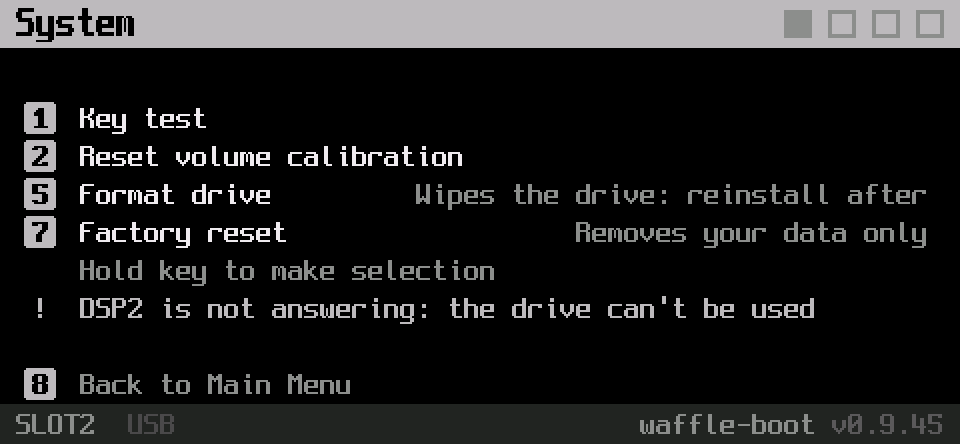 System
1 Key test
2 Reset volume calibration
5 Format drive Wipes the drive: reinstall after
7 Factory reset Removes your data only
Hold key to make selection
! DSP2 is not answering: the drive can't be used
8 Back to Main Menu
SLOT2 USB waffle-boot v0.9.45